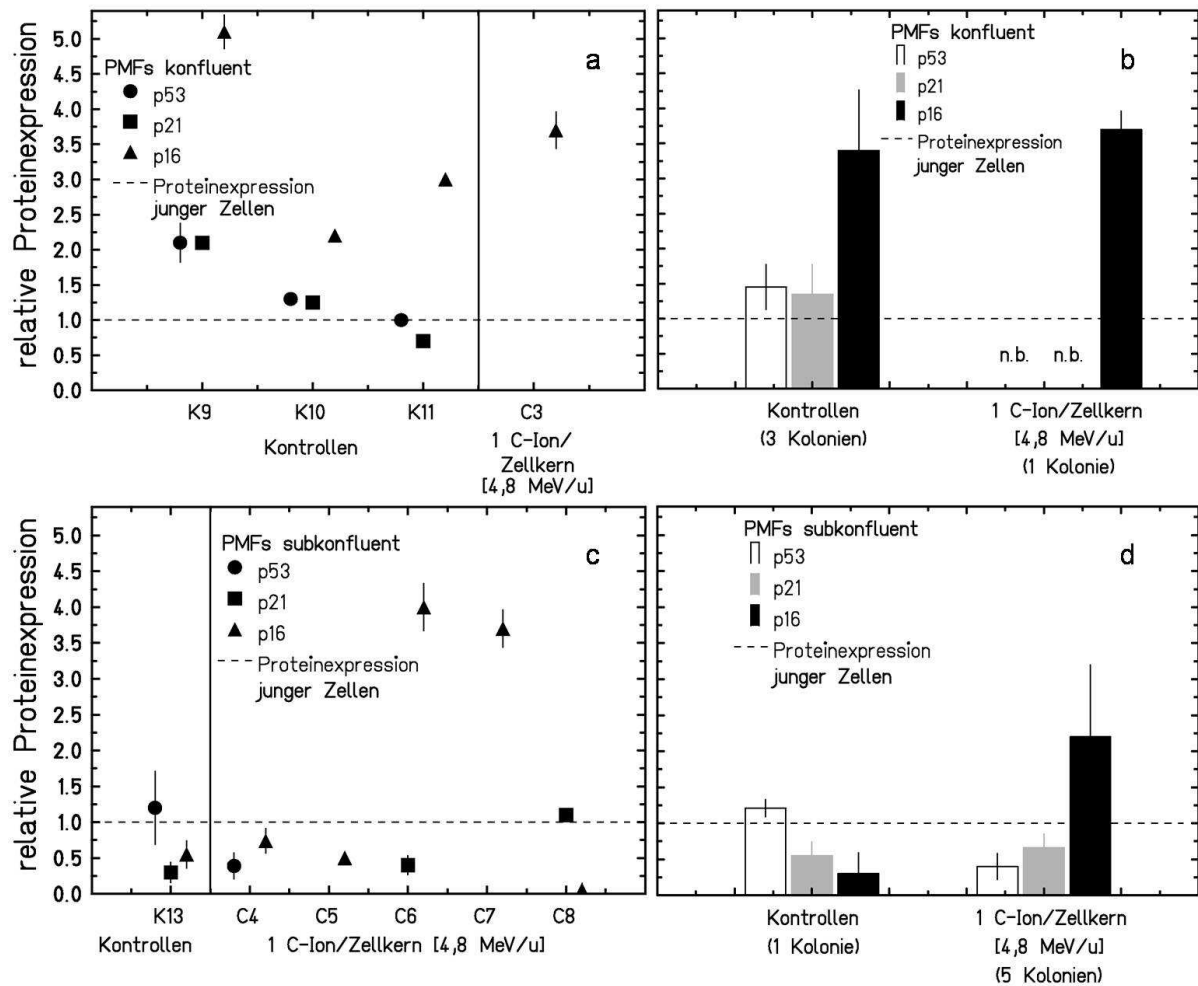 relative Proteinexpression
5.0
4.5
4.0
3.5
3.0
2.5
2.0
1.5
1.0
0.5
0.0
PMFs konfluent
p53
p21
p16
Proteinexpression
junger Zellen
a
K9
K10
K11
C3
Kontrollen
1 C-Ion/
Zellkern
[4,8 MeV/u]
b
PMFs konfluent
p53
p21
p16
Proteinexpression
junger Zellen
n.b.
n.b.
Kontrollen
(3 Kolonien)
1 C-Ion/Zellkern
[4,8 MeV/u]
(1 Kolonie)
relative Proteinexpression
5.0
4.5
4.0
3.5
3.0
2.5
2.0
1.5
1.0
0.5
0.0
PMFs subkonfluent
p53
p21
p16
Proteinexpression
junger Zellen
c
K13
C4
C5
C6
C7
C8
Kontrollen
1 C-Ion/Zellkern [4,8 MeV/u]
PMFs subkonfluent
p53
p21
p16
Proteinexpression
junger Zellen
d
Kontrollen
(1 Kolonie)
1 C-Ion/Zellkern
[4,8 MeV/u]
(5 Kolonien)